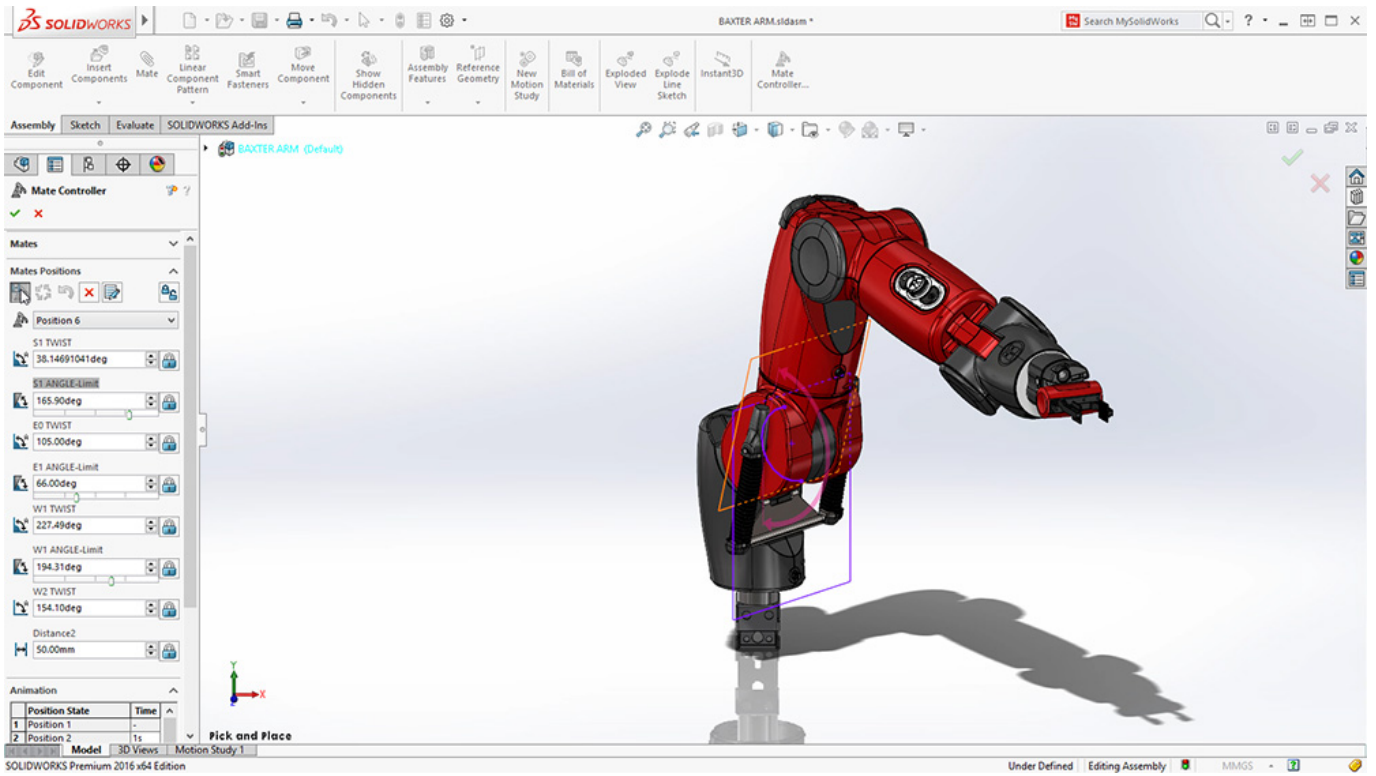 SOLIDWORKS
BAXTER ARM.sldasm *
Search MySolidWorks
?
Edit Component
Insert Components
Mate
Linear Component Pattern
Smart Fasteners
Move Component
Show Hidden Components
Assembly Features
Reference Geometry
New Motion Study
Bill of Materials
Exploded View
Explode Line Sketch
Instant3D
Mate Controller...
Assembly
Sketch
Evaluate
SOLIDWORKS Add-Ins
BAXTER ARM (Default)
Mate Controller
?
Mates
Mates Positions
Position 6
S1 TWIST
38.14691041deg
S1 ANGLE-Limit
165.90deg
E0 TWIST
105.00deg
E1 ANGLE-Limit
66.00deg
W1 TWIST
227.49deg
W1 ANGLE-Limit
194.31deg
W2 TWIST
154.10deg
Distance2
50.00mm
Animation
Position State Time
1 Position 1 -
2 Position 2 1s
Y
X
Z
Pick and Place
Model
3D Views
Motion Study 1
SOLIDWORKS Premium 2016 x64 Edition
Under Defined
Editing Assembly
MMGS
?